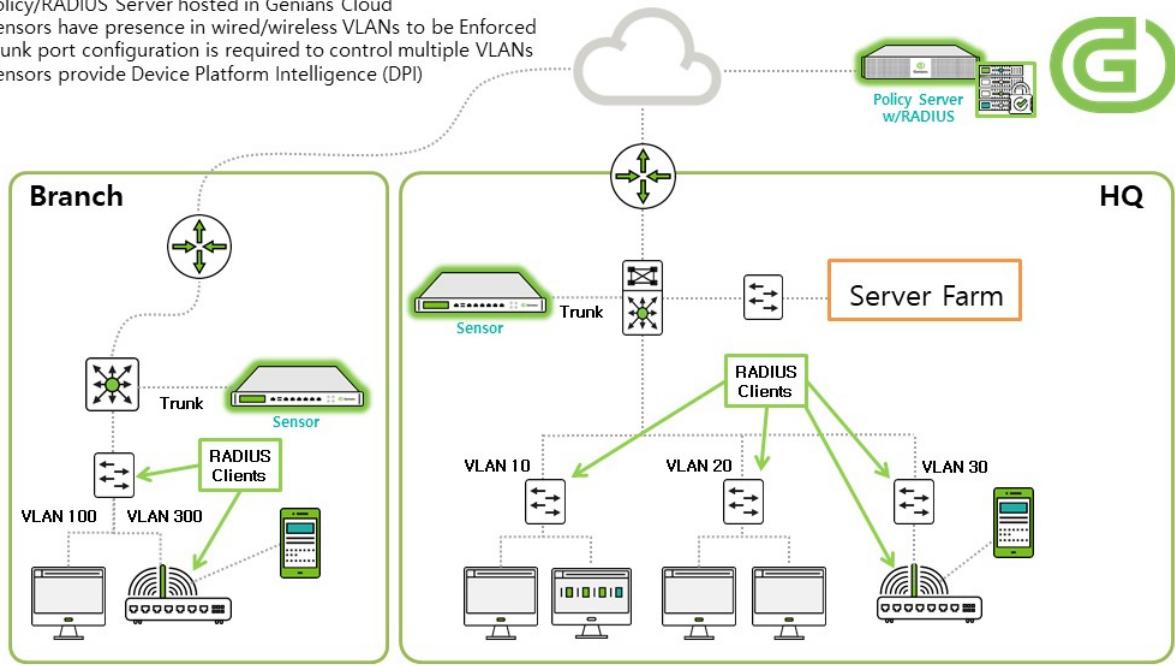 olicy/RADIUS Server hosted in Genians Cloud
ensors have presence in wired/wireless VLANs to be Enforced
runk port configuration is required to control multiple VLANs
ensors provide Device Platform Intelligence (DPI)
Policy Server
w/RADIUS
Branch
HQ
Sensor
Trunk
Server Farm
Trunk
Sensor
RADIUS
Clients
RADIUS
Clients
VLAN 10
VLAN 20
VLAN 30
VLAN 100
VLAN 300